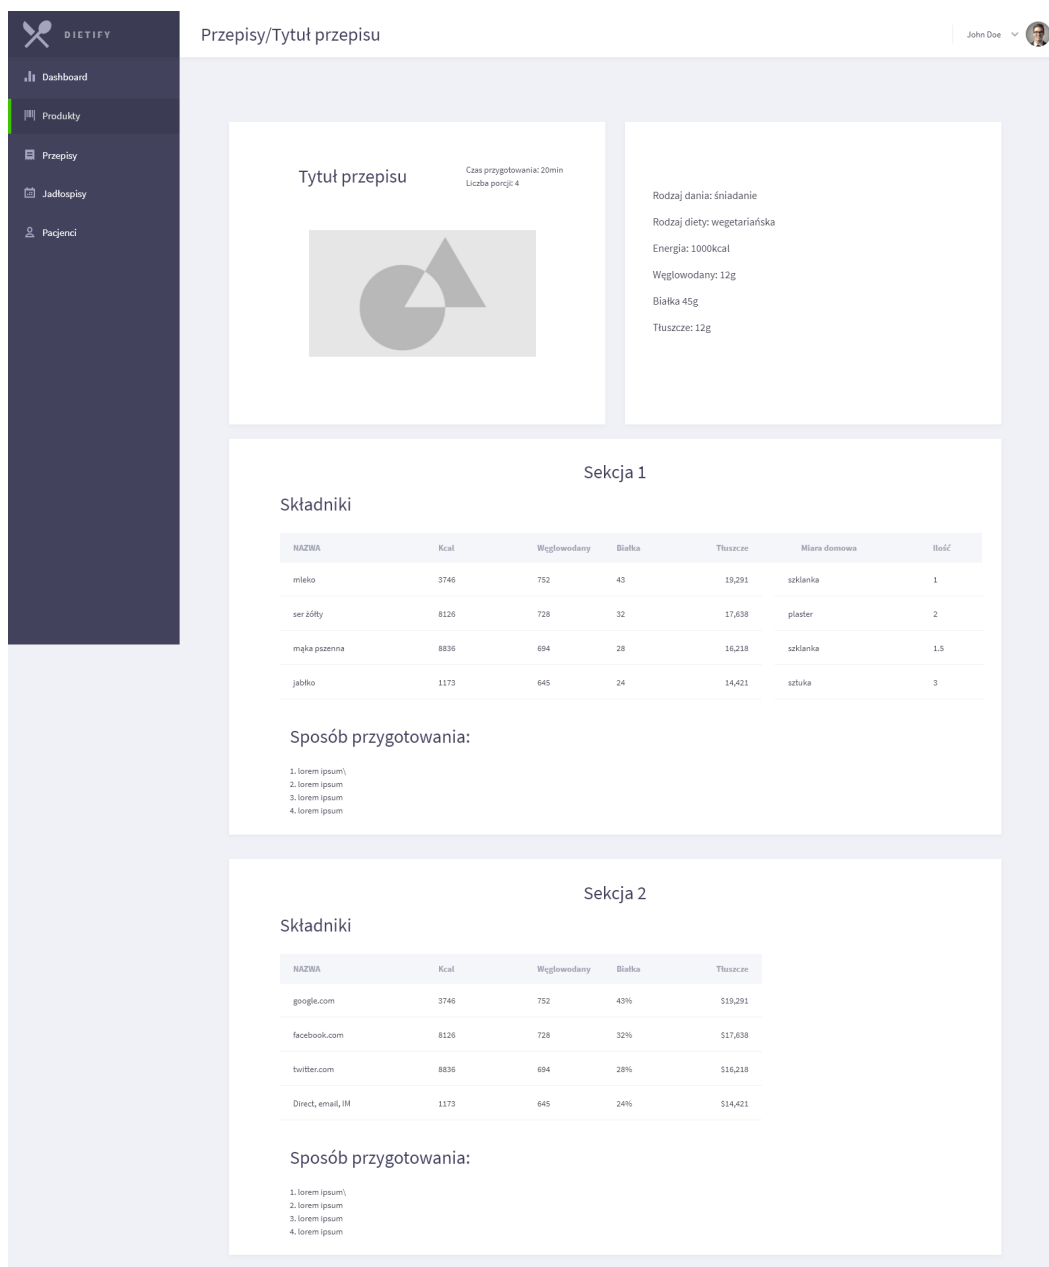 DIETIFY
Przepisy/Tytuł przepisu
John Doe
Dashboard
Produkty
Przepisy
Jadłospisy
Pacjenci
Tytuł przepisu
Czas przygotowania: 20min
Liczba porcji: 4
Rodzaj dania: śniadanie
Rodzaj diety: wegetariańska
Energia: 1000kcal
Węglowodany: 12g
Białka 45g
Tłuszcze: 12g
Sekcja 1
Składniki
NAZWA Kcal Węglowodany Białka Tłuszcze Miara domowa Ilość
mleko 3746 752 43 19,291 szklanka 1
ser żółty 8126 728 32 17,638 plaster 2
mąka pszenna 8836 694 28 16,218 szklanka 1.5
jabłko 1173 645 24 14,421 sztuka 3
Sposób przygotowania:
1. lorem ipsum\
2. lorem ipsum
3. lorem ipsum
4. lorem ipsum
Sekcja 2
Składniki
NAZWA Kcal Węglowodany Białka Tłuszcze
google.com 3746 752 43% $19,291
facebook.com 8126 728 32% $17,638
twitter.com 8836 694 28% $16,218
Direct, email, IM 1173 645 24% $14,421
Sposób przygotowania:
1. lorem ipsum\
2. lorem ipsum
3. lorem ipsum
4. lorem ipsum